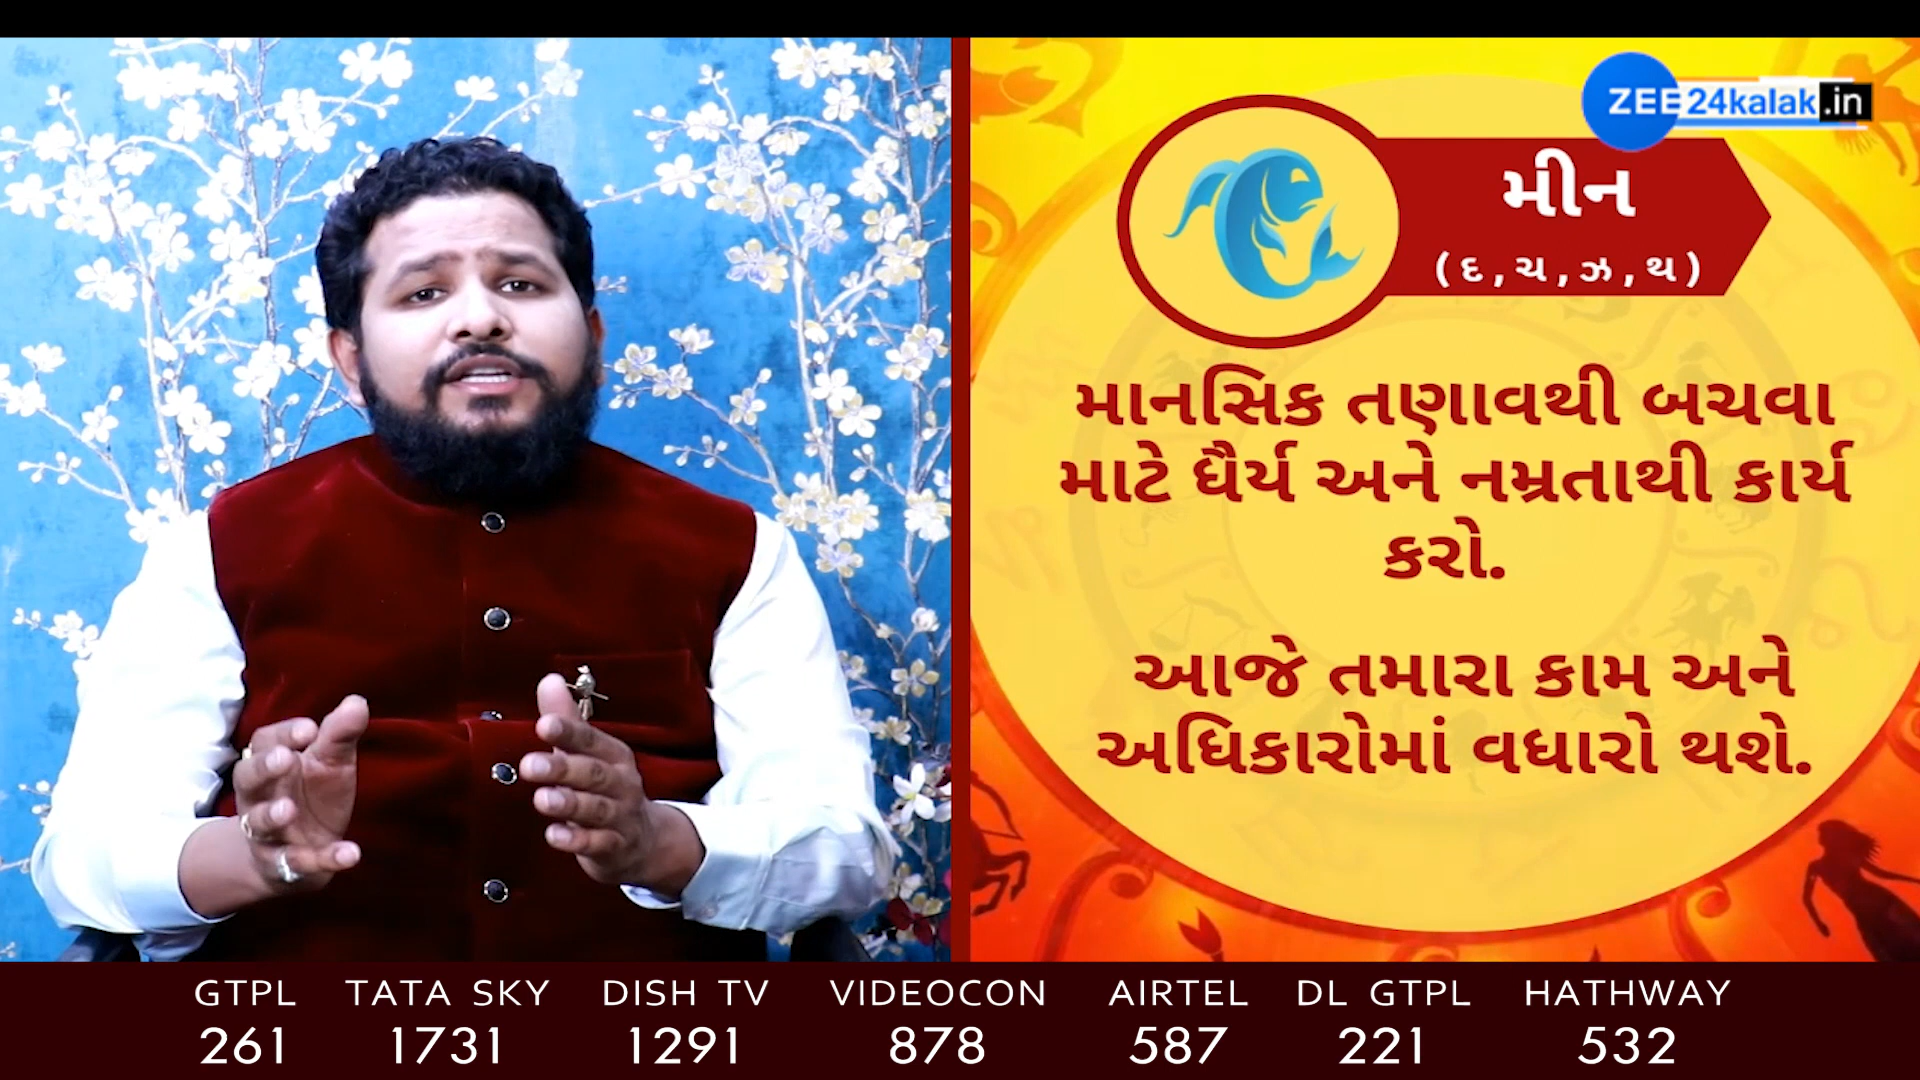 ZEE24kalak.in
મીન
(દ,ચ,ઝ,થ)
માનસિક તણાવથી બચવા
માટે ધૈર્ય અને નમ્રતાથી કાર્ય
કરો.
આજે તમારા કામ અને
અધિકારોમાં વધારો થશે.
GTPL TATA SKY DISH TV VIDEOCON AIRTEL DL GTPL HATHWAY
261 1731 1291 878 587 221 532